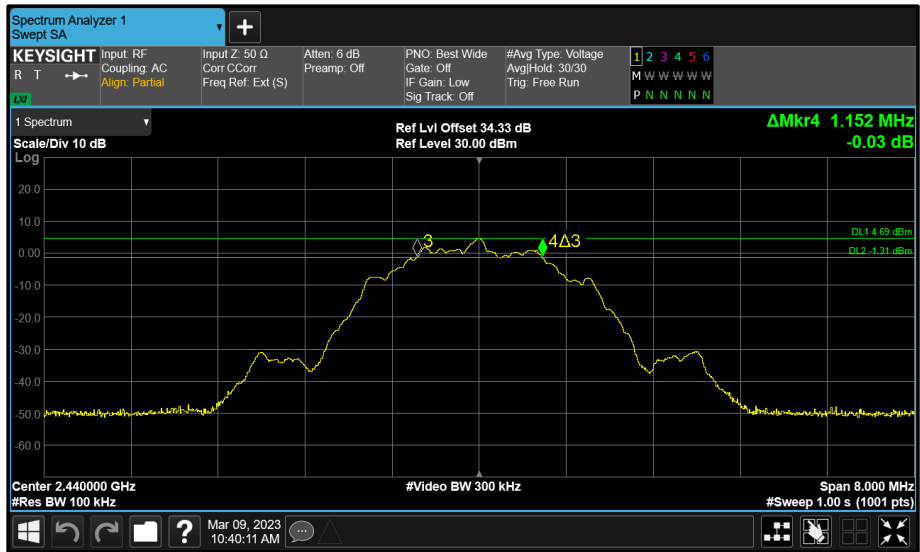 Spectrum Analyzer 1
Swept SA
+
KEYSIGHT
R T
LXI
Input: RF
Coupling: AC
Align: Partial
Input Z: 50 Ω
Corr CCorr
Freq Ref: Ext (S)
Atten: 6 dB
Preamp: Off
PNO: Best Wide
Gate: Off
IF Gain: Low
Sig Track: Off
#Avg Type: Voltage
Avg|Hold: 30/30
Trig: Free Run
1 2 3 4 5 6
M W W W W W
P N N N N N
1 Spectrum
Scale/Div 10 dB
Ref Lvl Offset 34.33 dB
Ref Level 30.00 dBm
ΔMkr4 1.152 MHz
-0.03 dB
Log
20.0
10.0
0.00
-10.0
-20.0
-30.0
-40.0
-50.0
-60.0
3
4Δ3
DL1 4.69 dBm
DL2 -1.31 dBm
Center 2.440000 GHz
#Res BW 100 kHz
#Video BW 300 kHz
Span 8.000 MHz
#Sweep 1.00 s (1001 pts)
?
Mar 09, 2023
10:40:11 AM